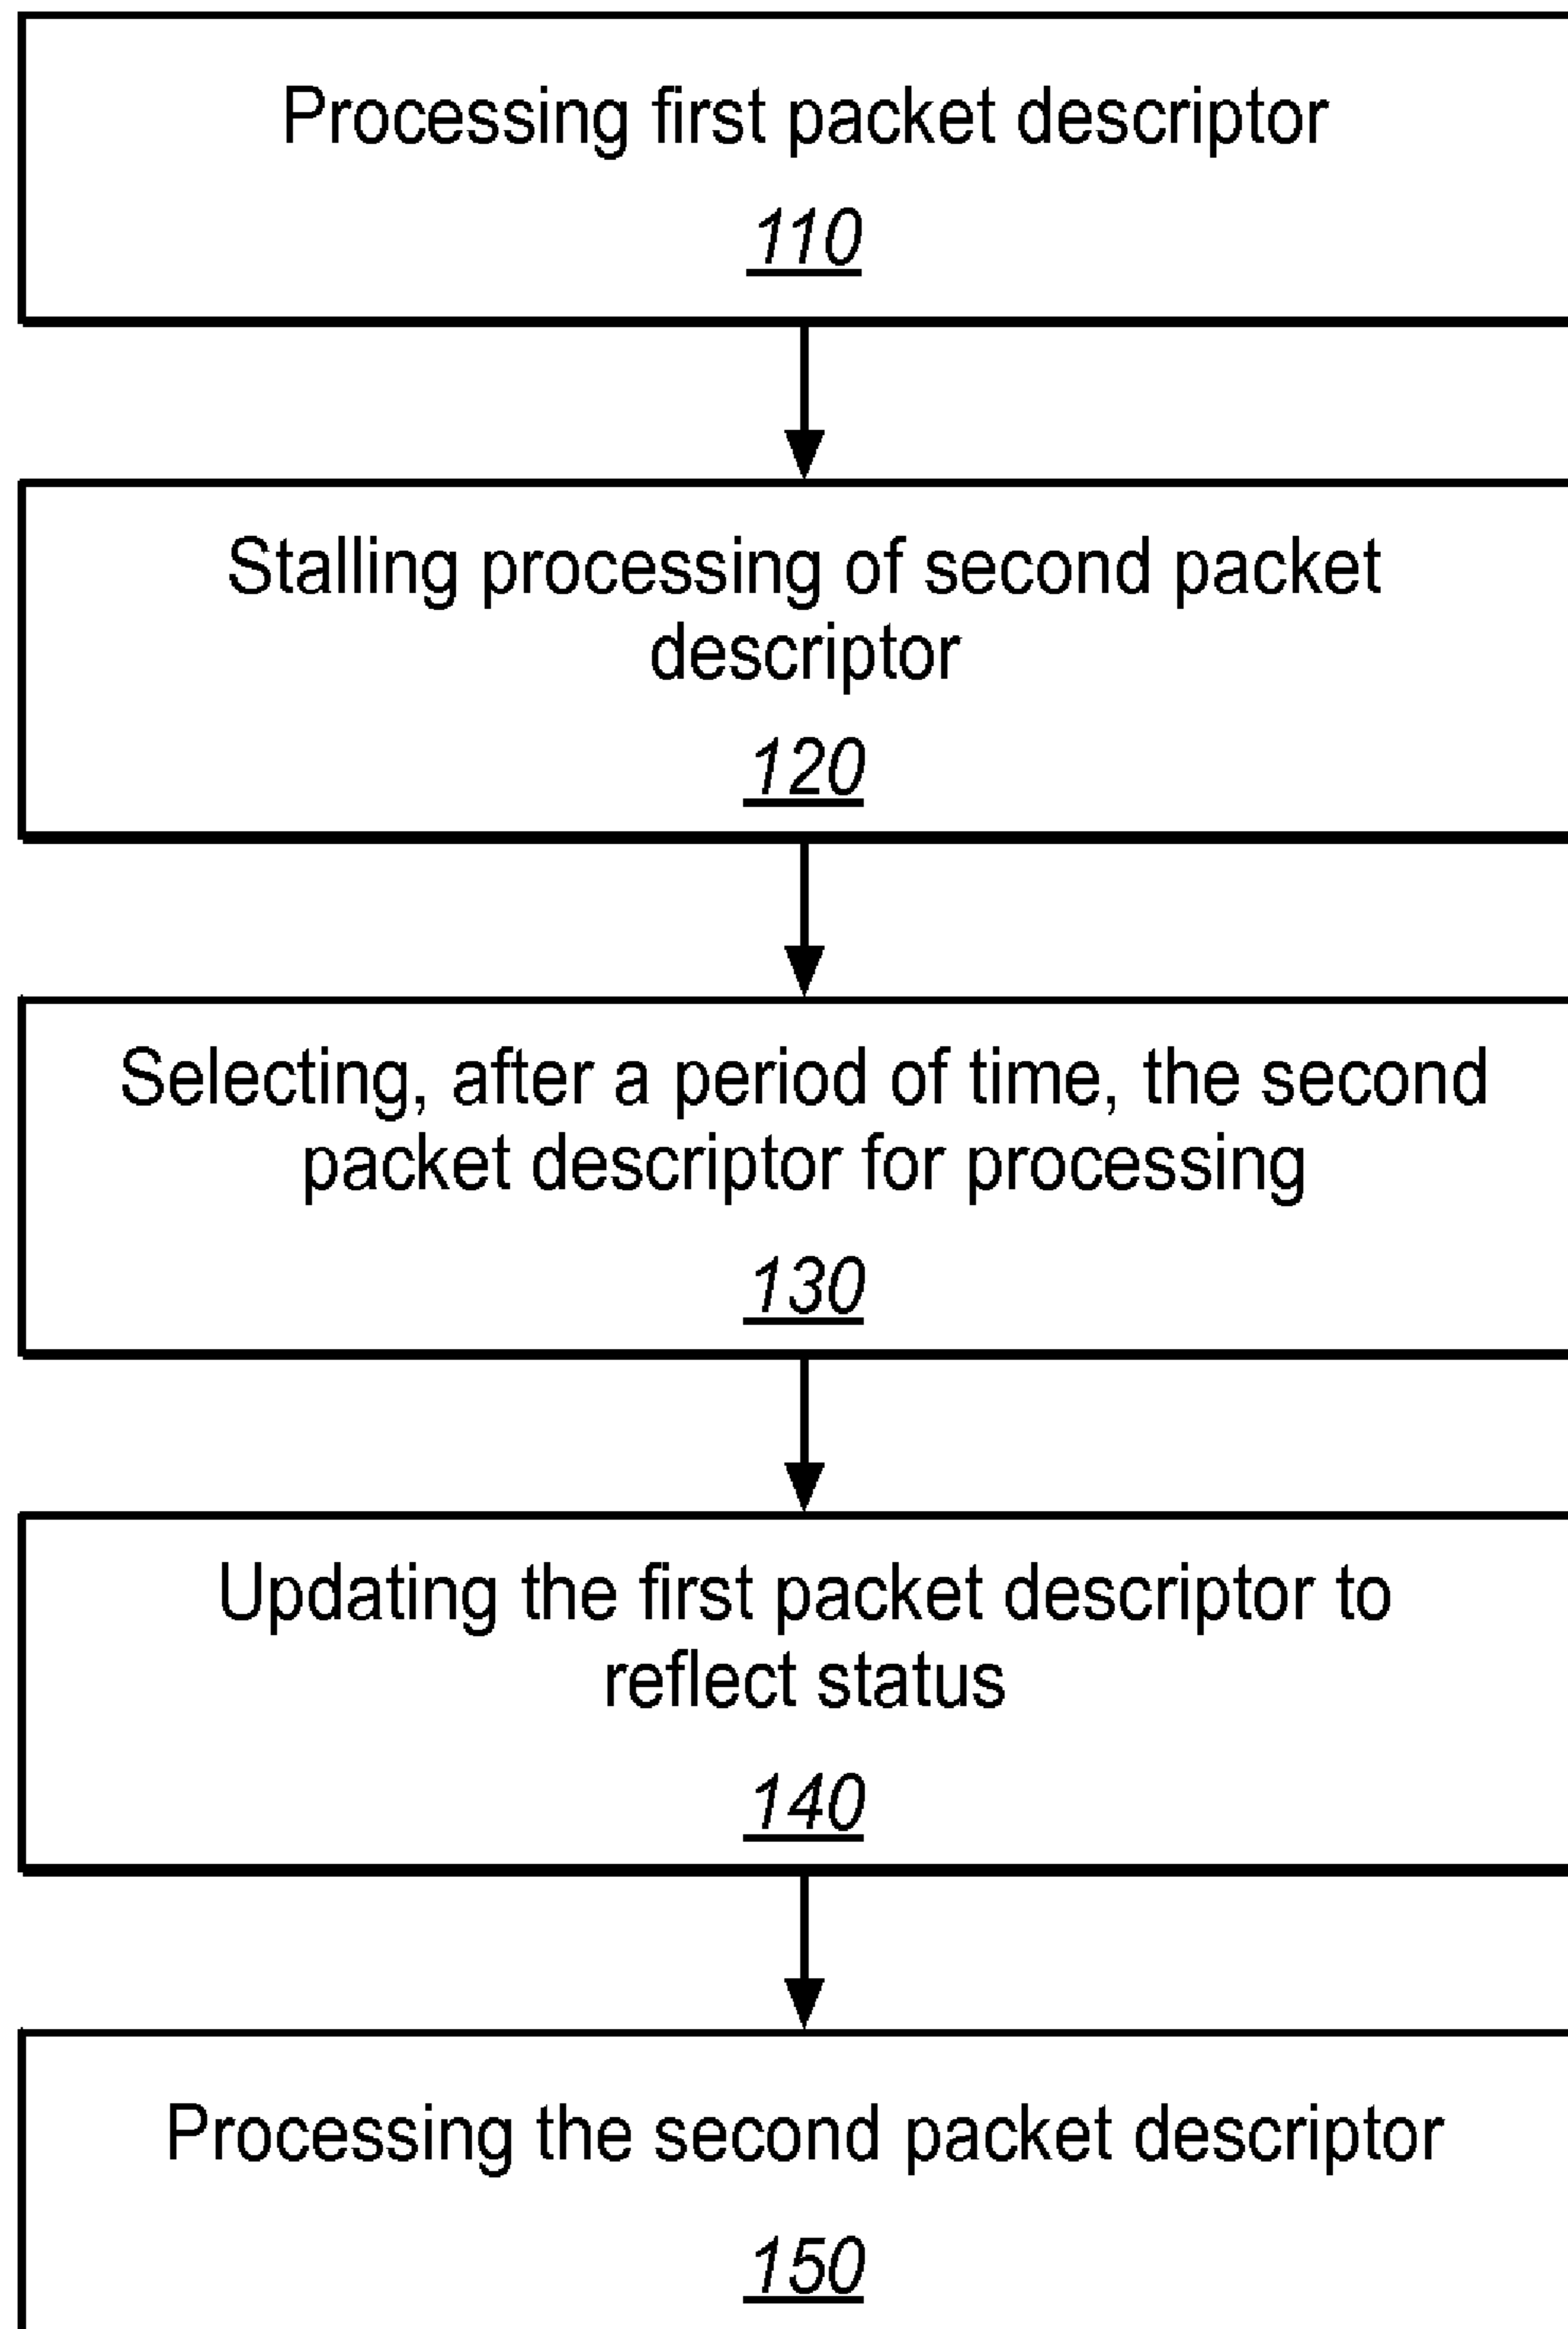 Processing first packet descriptor
110
Stalling processing of second packet
descriptor
120
Selecting, after a period of time, the second
packet descriptor for processing
130
Updating the first packet descriptor to
reflect status
140
Processing the second packet descriptor
150